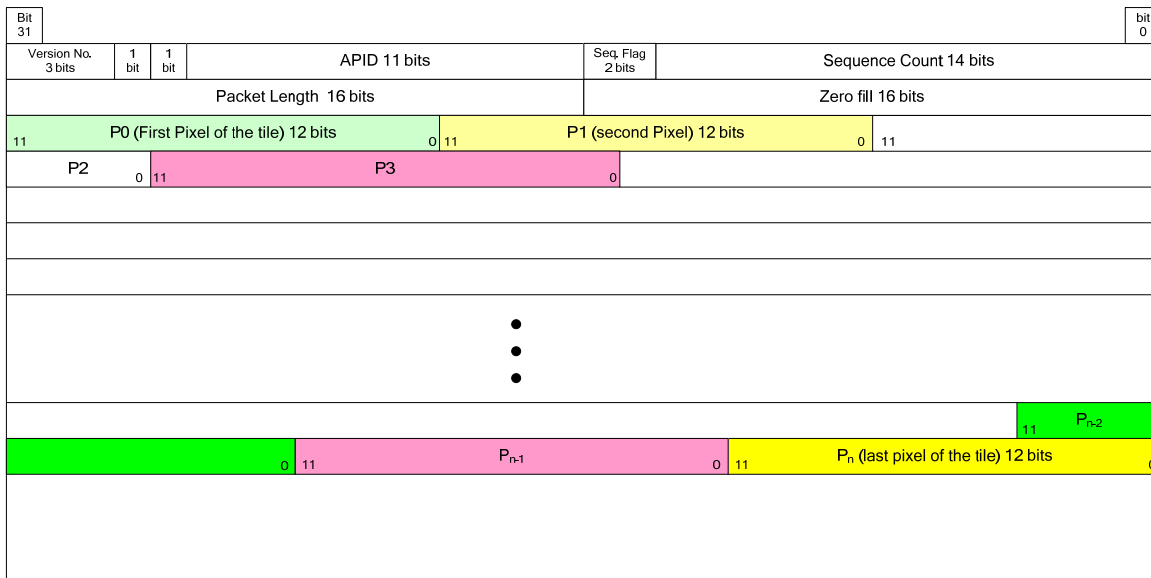 Bit
31
bit
0
Version No.
3 bits
1
bit
1
bit
APID 11 bits
Seq. Flag
2 bits
Sequence Count 14 bits
Packet Length 16 bits
Zero fill 16 bits
11 P0 (First Pixel of the tile) 12 bits 0
11 P1 (second Pixel) 12 bits 0
11
P2 0
11 P3 0
11 Pn-2
0
11 Pn-1 0
11 Pn (last pixel of the tile) 12 bits 0